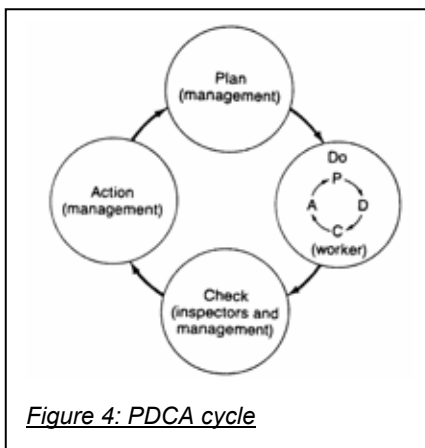 Plan
(management)
Do
P
A D
C
(worker)
Action
(management)
Check
(inspectors and
management)
Figure 4: PDCA cycle